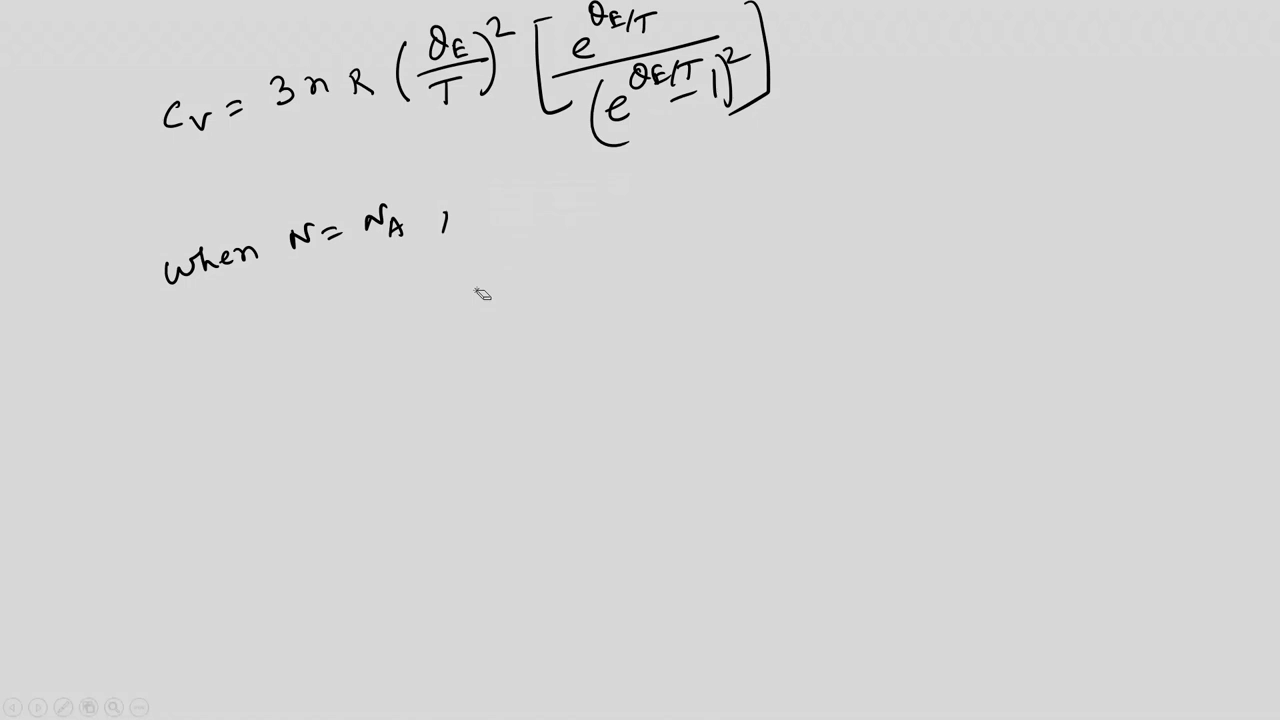 Cv = 3nR (θE/T)² [e^θE/T / (e^θE/T - 1)²]
When N = NA ,